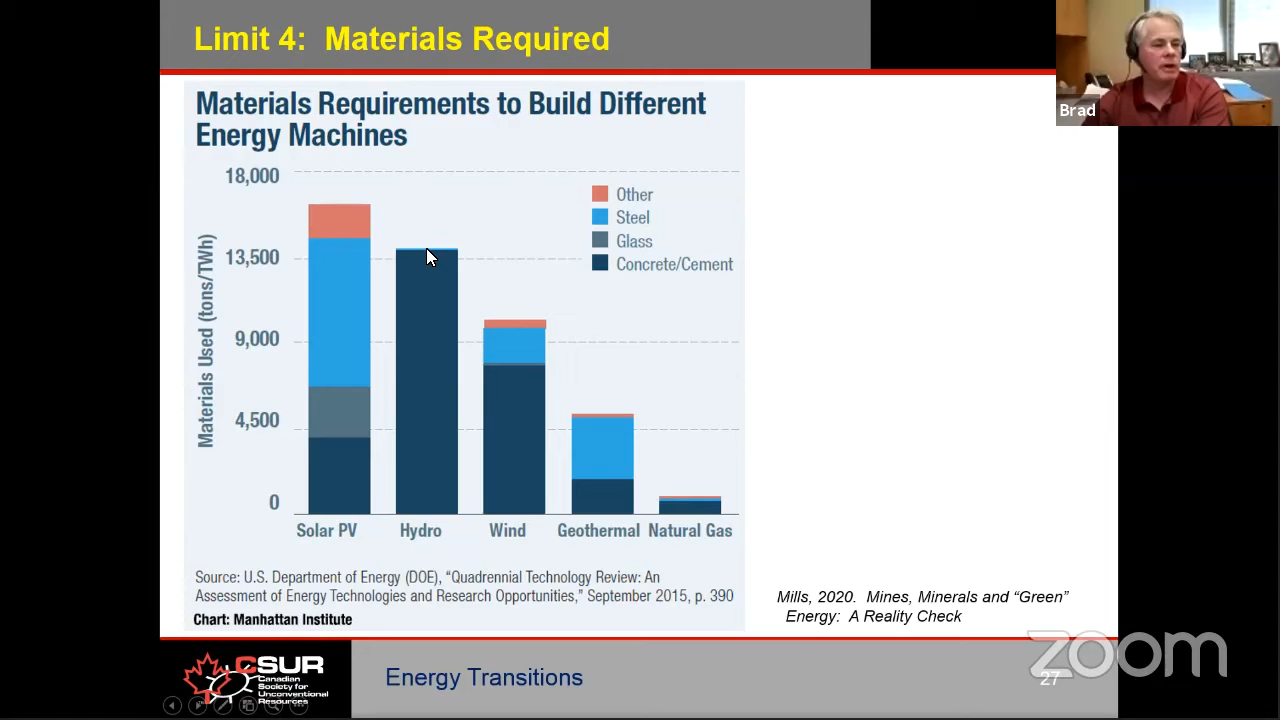 Limit 4:  Materials Required
Brad
Materials Requirements to Build Different
Energy Machines
Materials Used (tons/TWh)
18,000
13,500
9,000
4,500
0
Other
Steel
Glass
Concrete/Cement
Solar PV
Hydro
Wind
Geothermal
Natural Gas
Source: U.S. Department of Energy (DOE), “Quadrennial Technology Review: An
Assessment of Energy Technologies and Research Opportunities,” September 2015, p. 390
Chart: Manhattan Institute
Mills, 2020.  Mines, Minerals and “Green”
Energy:  A Reality Check
CSUR
Canadian
Society for
Unconventional
Resources
Energy Transitions
27
zoom